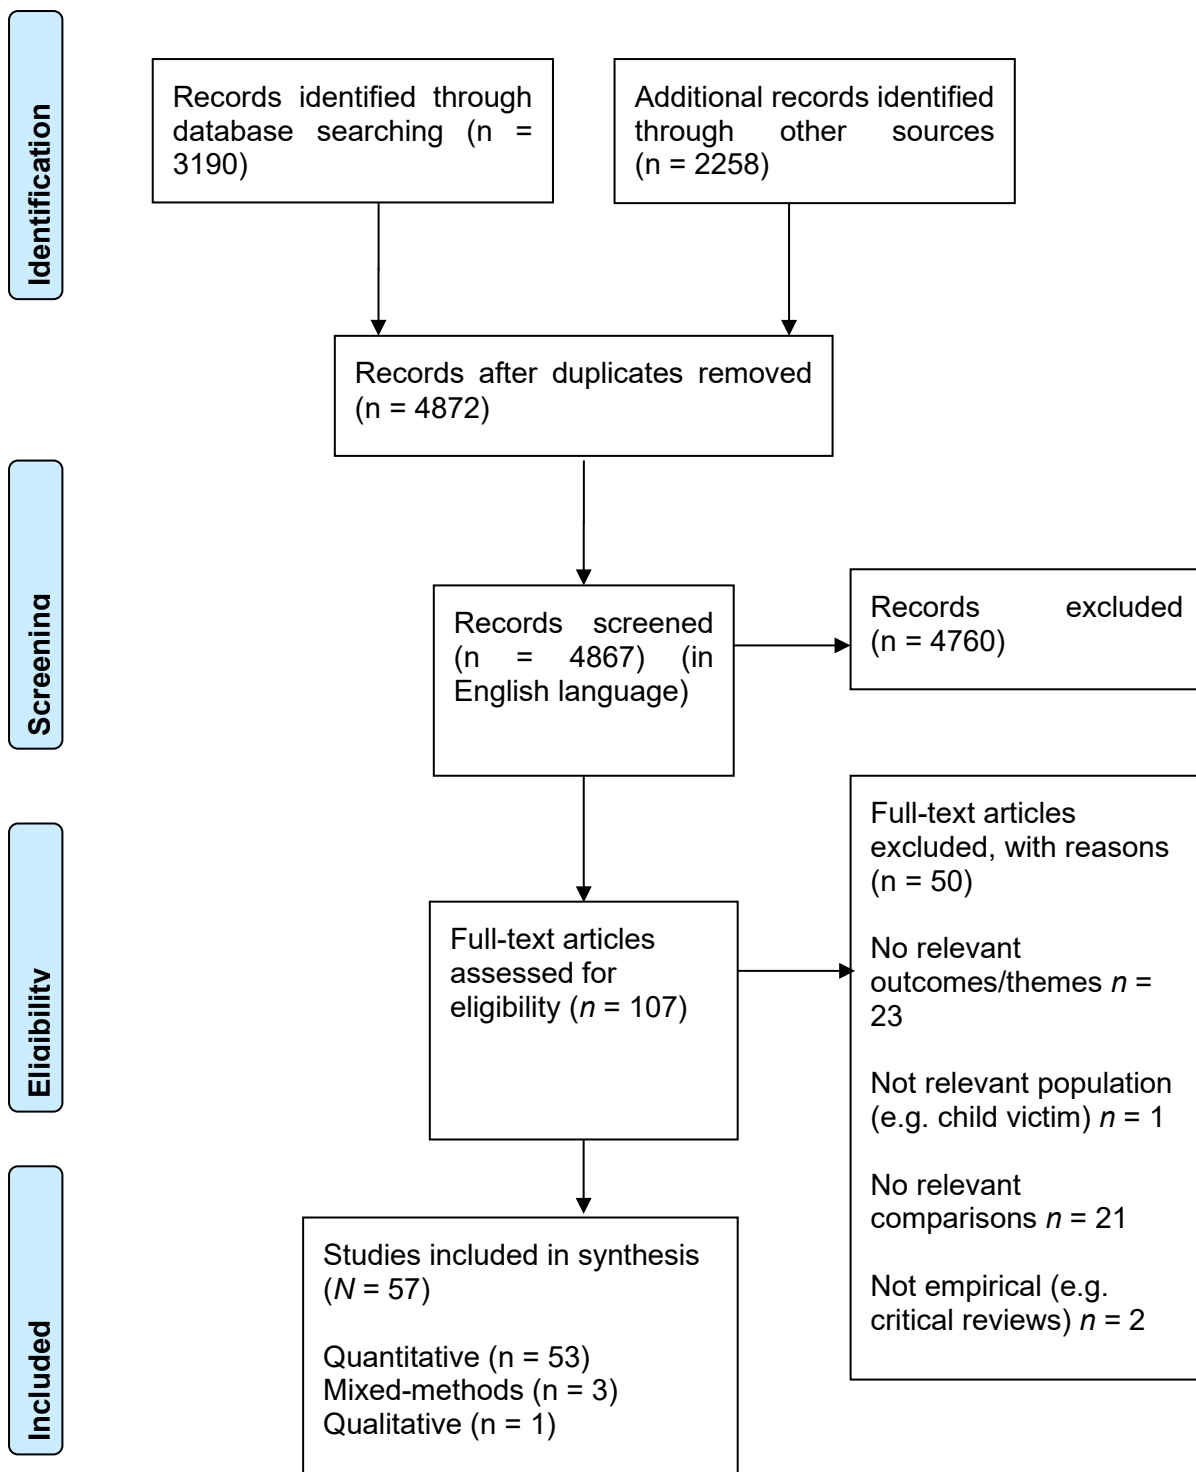 Identification
Records identified through
database searching (n =
3190)
Additional records identified
through other sources
(n = 2258)
Records after duplicates removed
(n = 4872)
Screening
Records screened
(n = 4867) (in
English language)
Records excluded
(n = 4760)
Eligibility
Full-text articles
assessed for
eligibility (n = 107)
Full-text articles
excluded, with reasons
(n = 50)
No relevant
outcomes/themes n =
23
Not relevant population
(e.g. child victim) n = 1
No relevant
comparisons n = 21
Not empirical (e.g.
critical reviews) n = 2
Included
Studies included in synthesis
(N = 57)
Quantitative (n = 53)
Mixed-methods (n = 3)
Qualitative (n = 1)